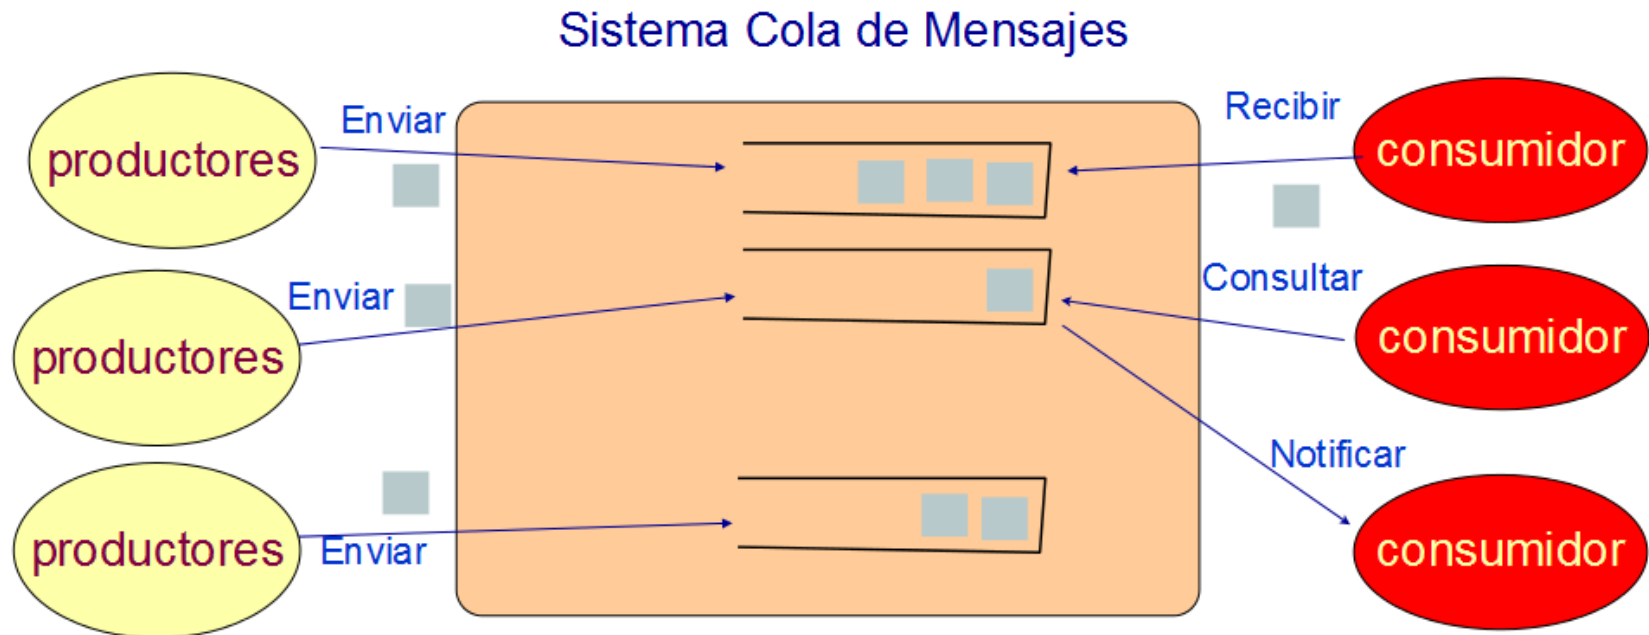 Sistema Cola de Mensajes
productores
Enviar
Recibir
consumidor
productores
Enviar
Consultar
consumidor
Notificar
productores
Enviar
consumidor